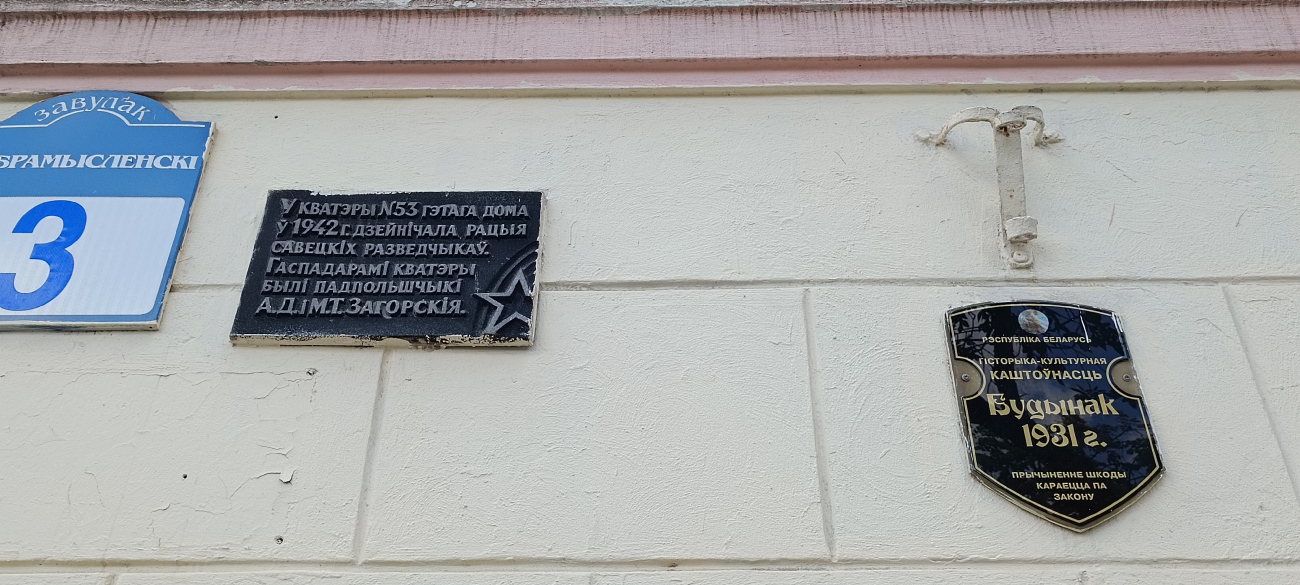 завулак
БРАМЫСЛЕНСКІ
3
У КВАТЭРЫ N53 ГЭТАГА ДОМА
Ў 1942 Г. ДЗЕЙНІЧАЛА РАЦЫЯ
САВЕЦКІХ РАЗВЕДЧЫКАЎ.
ГАСПАДАРАМІ КВАТЭРЫ
БЫЛІ ПАДПОЛЬШЧЫКІ
А.Д. І М.Т. ЗАГОРСКІЯ.
РЭСПУБЛІКА БЕЛАРУСЬ
ГІСТОРЫКА-КУЛЬТУРНАЯ
КАШТОЎНАСЦЬ
Будынак
1931 г.
ПРЫЧЫНЕННЕ ШКОДЫ
КАРАЕЦЦА ПА
ЗАКОНУ